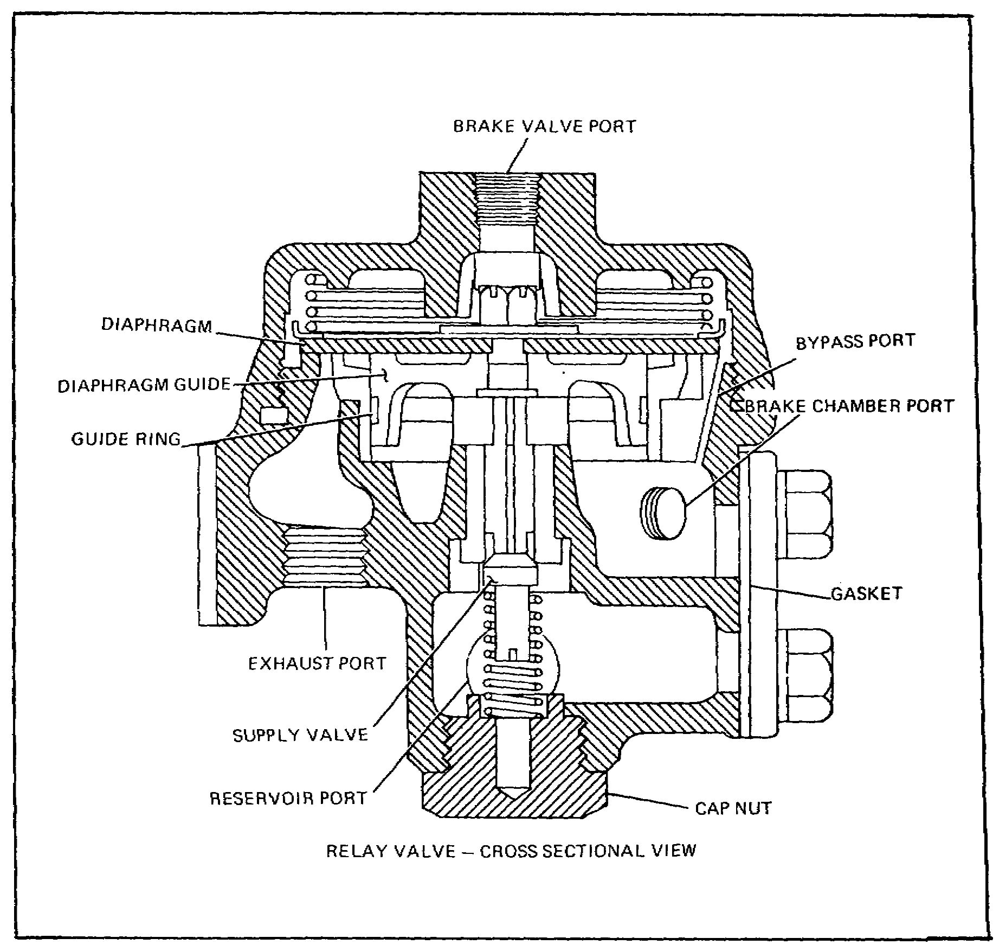 BRAKE VALVE PORT
DIAPHRAGM
BYPASS PORT
DIAPHRAGM GUIDE
BRAKE CHAMBER PORT
GUIDE RING
GASKET
EXHAUST PORT
SUPPLY VALVE
RESERVOIR PORT
CAP NUT
RELAY VALVE — CROSS SECTIONAL VIEW